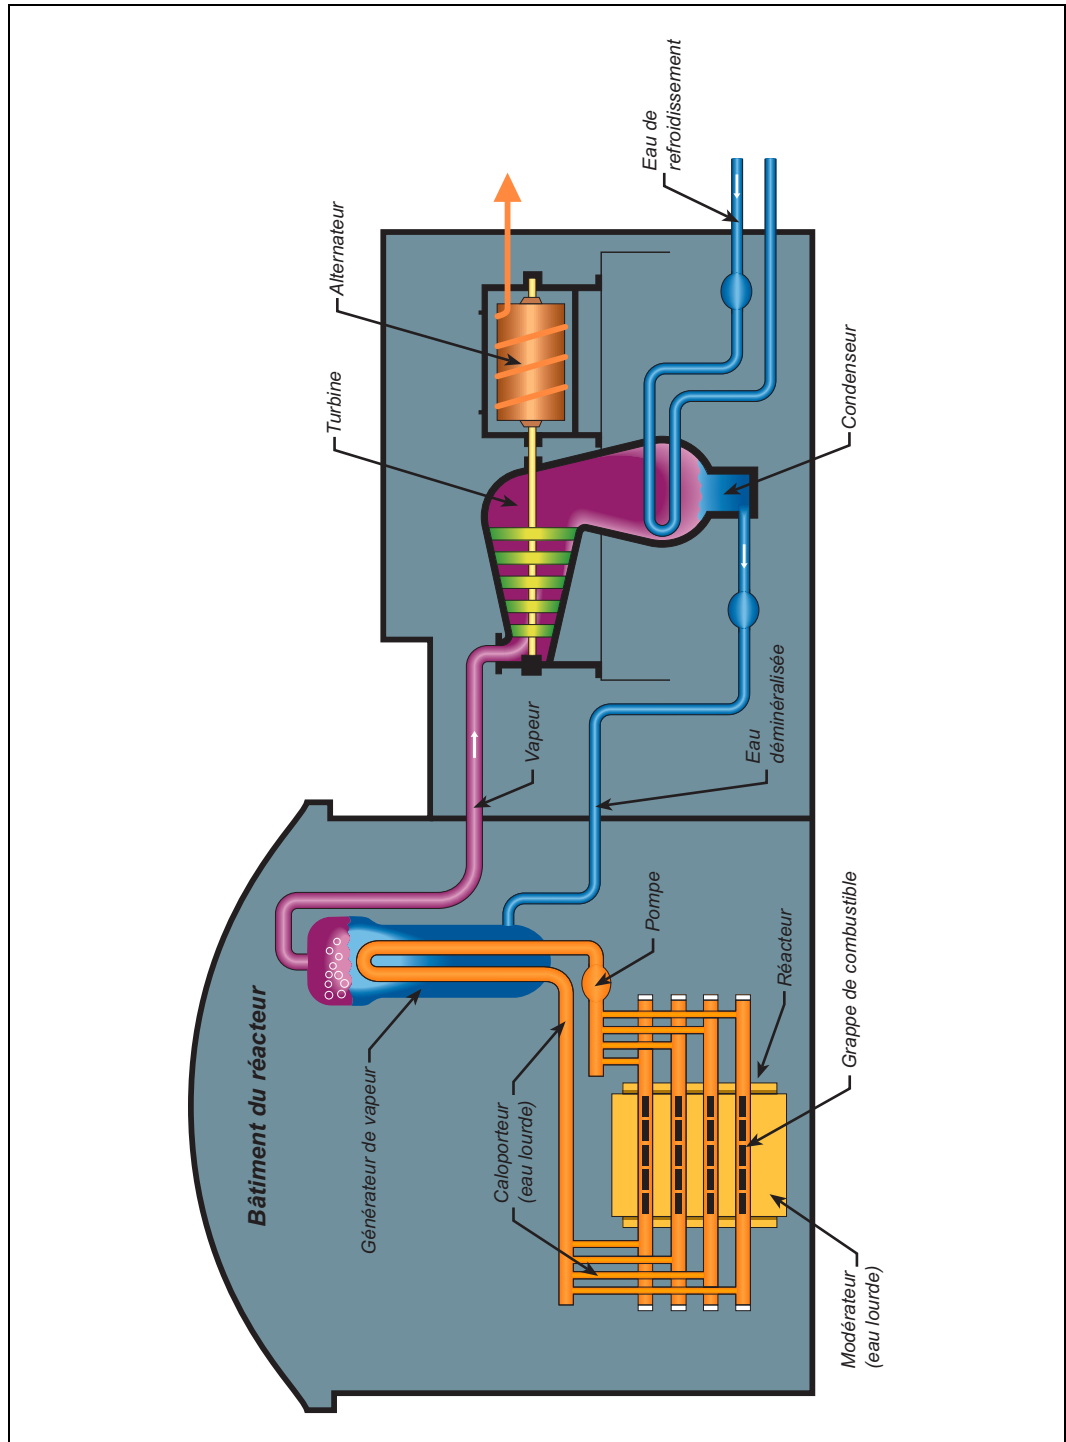 Bâtiment du réacteur
Générateur de vapeur
Caloporteur
(eau lourde)
Modérateur
(eau lourde)
Grappe de combustible
Réacteur
Pompe
Vapeur
Eau
déminéralisée
Turbine
Alternateur
Condenseur
Eau de
refroidissement